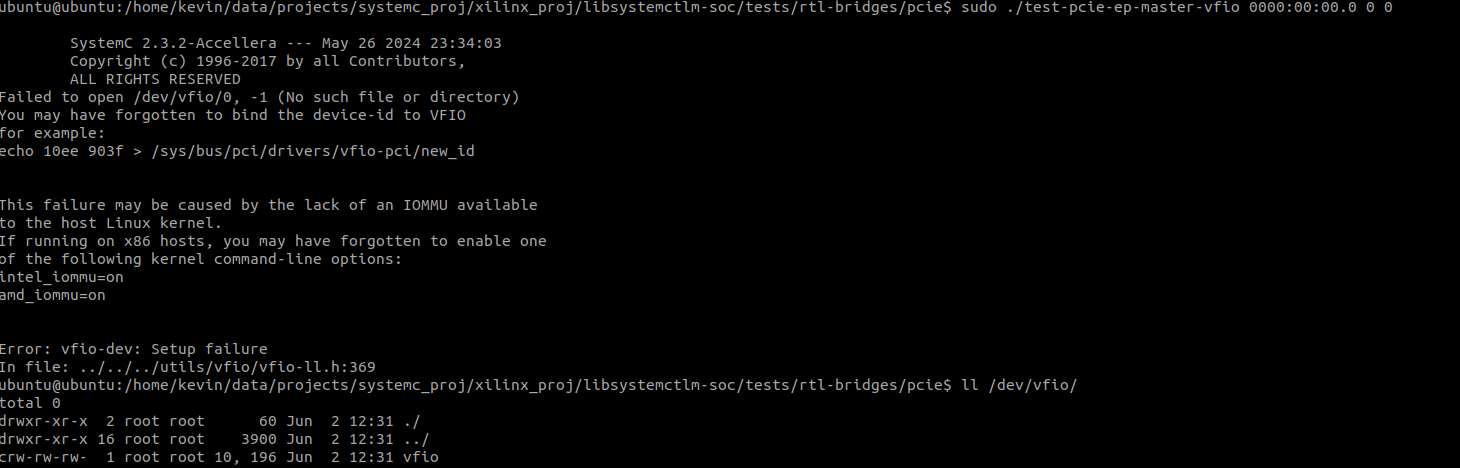 ubuntu@ubuntu:/home/kevin/data/projects/systemc_proj/xilinx_proj/libsystemctlm-soc/tests/rtl-bridges/pcie$ sudo ./test-pcie-ep-master-vfio 0000:00:00.0 0 0
SystemC 2.3.2-Accellera --- May 26 2024 23:34:03
Copyright (c) 1996-2017 by all Contributors,
ALL RIGHTS RESERVED
Failed to open /dev/vfio/0, -1 (No such file or directory)
You may have forgotten to bind the device-id to VFIO
for example:
echo 10ee 903f > /sys/bus/pci/drivers/vfio-pci/new_id
This failure may be caused by the lack of an IOMMU available
to the host Linux kernel.
If running on x86 hosts, you may have forgotten to enable one
of the following kernel command-line options:
intel_iommu=on
amd_iommu=on
Error: vfio-dev: Setup failure
In file: ../../../utils/vfio/vfio-ll.h:369
ubuntu@ubuntu:/home/kevin/data/projects/systemc_proj/xilinx_proj/libsystemctlm-soc/tests/rtl-bridges/pcie$ ll /dev/vfio/
total 0
drwxr-xr-x  2 root root      60 Jun  2 12:31 ./
drwxr-xr-x 16 root root    3900 Jun  2 12:31 ../
crw-rw-rw-  1 root root 10, 196 Jun  2 12:31 vfio